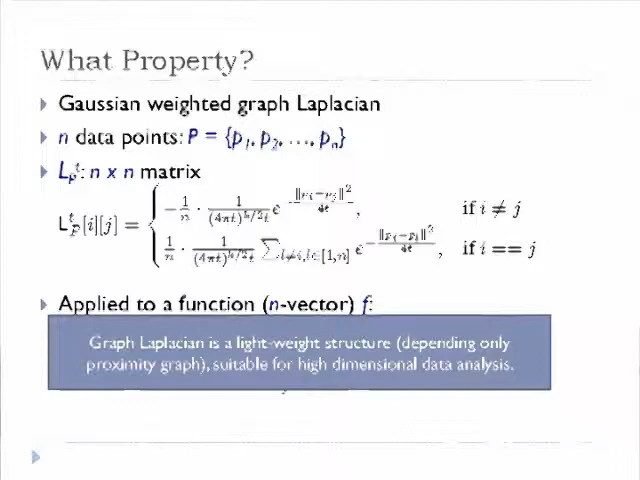 What Property?
Gaussian weighted graph Laplacian
n data points: P = {p₁, p₂, …, pₙ}
Lₚᵗ: n x n matrix
Lₚᵗ[i][j] = { −1/n · 1/(4πt)^{k/2}t e^{−‖pᵢ−pⱼ‖²/4t}, if i ≠ j
1/n · 1/(4πt)^{k/2}t ∑_{l≠i,l∈[1,n]} e^{−‖pᵢ−pₗ‖²/4t}, if i == j
Applied to a function (n-vector) f:
Graph Laplacian is a light-weight structure (depending only
proximity graph), suitable for high dimensional data analysis.